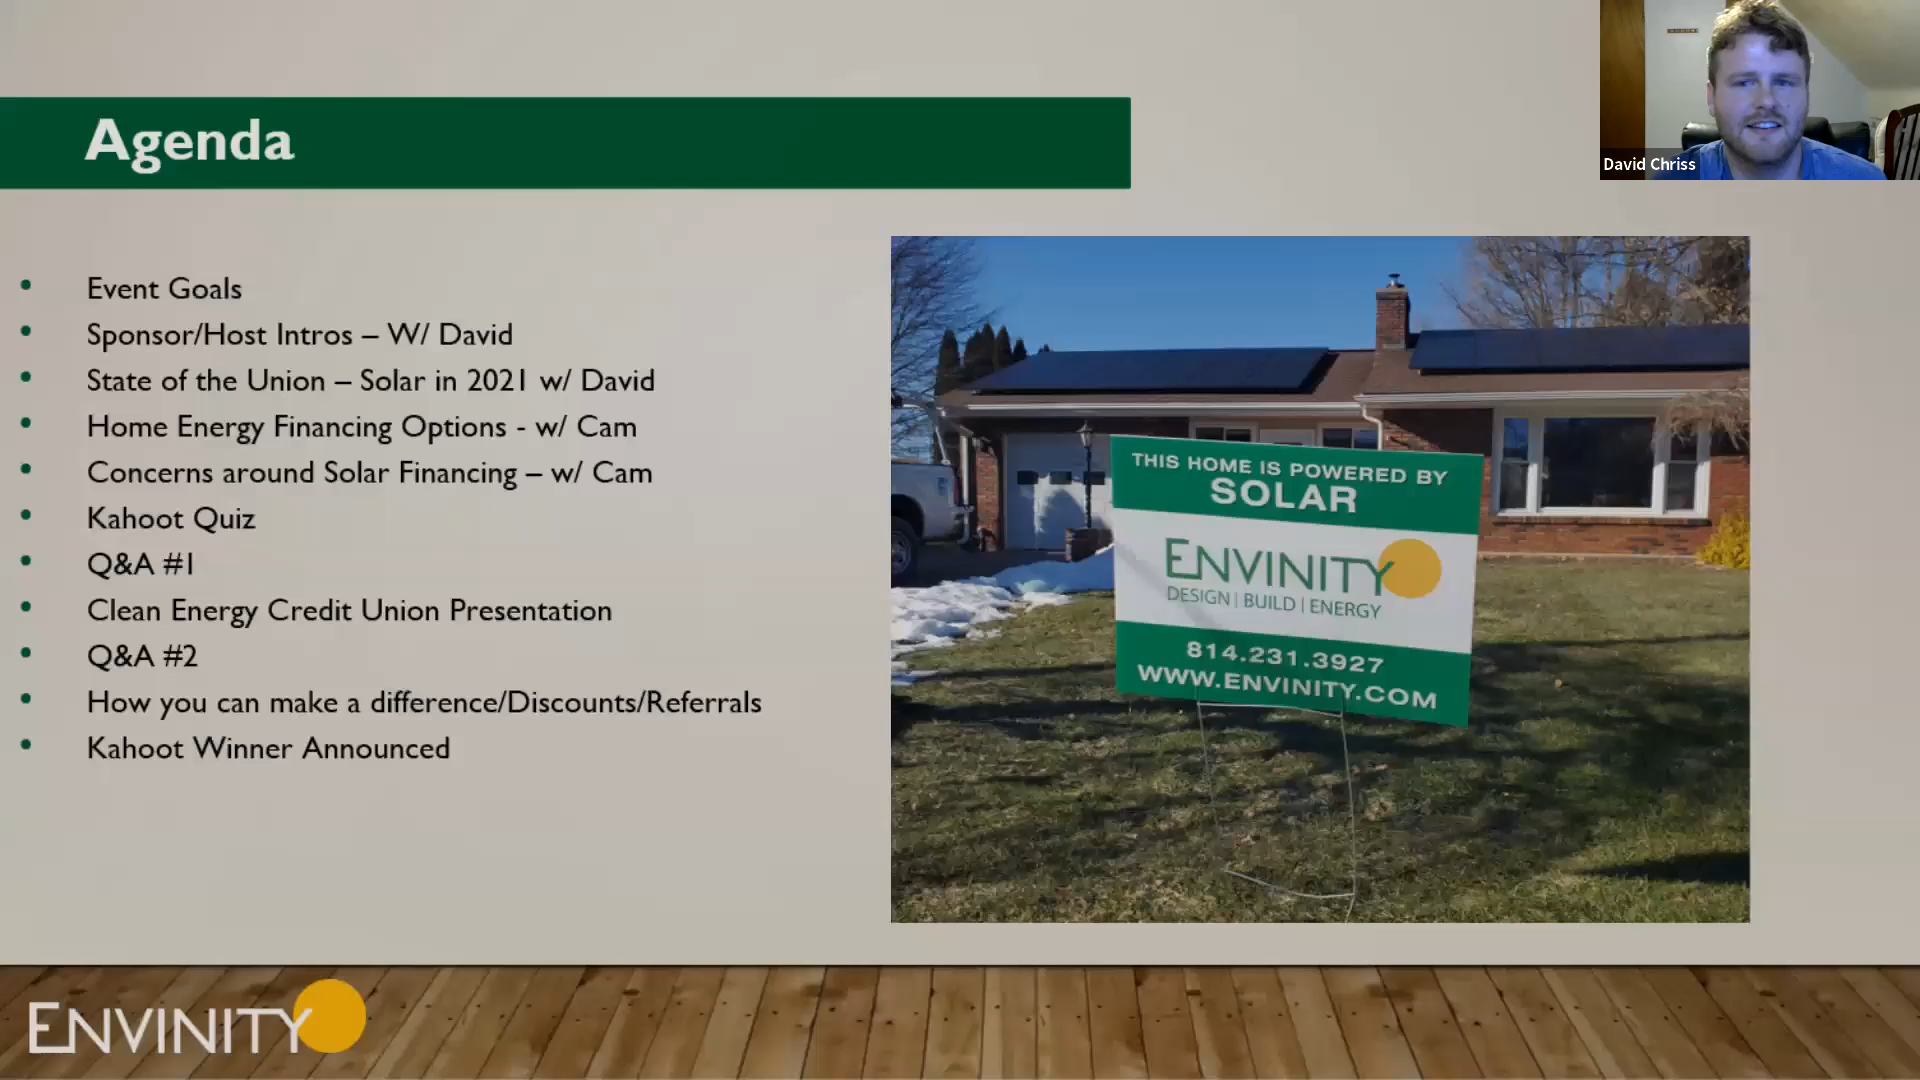 Agenda
David Chriss
Event Goals
Sponsor/Host Intros – W/ David
State of the Union – Solar in 2021 w/ David
Home Energy Financing Options - w/ Cam
Concerns around Solar Financing – w/ Cam
Kahoot Quiz
Q&A #1
Clean Energy Credit Union Presentation
Q&A #2
How you can make a difference/Discounts/Referrals
Kahoot Winner Announced
THIS HOME IS POWERED BY
SOLAR
ENVINITY
DESIGN | BUILD | ENERGY
814.231.3927
WWW.ENVINITY.COM
ENVINITY